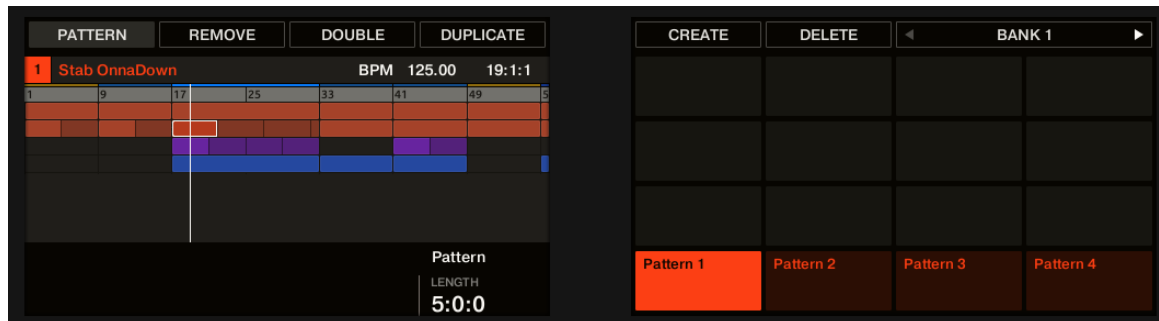 PATTERN REMOVE DOUBLE DUPLICATE
1 Stab OnnaDown BPM 125.00 19:1:1
1 9 17 25 33 41 49 5
Pattern
LENGTH
5:0:0
CREATE DELETE BANK 1
Pattern 1 Pattern 2 Pattern 3 Pattern 4